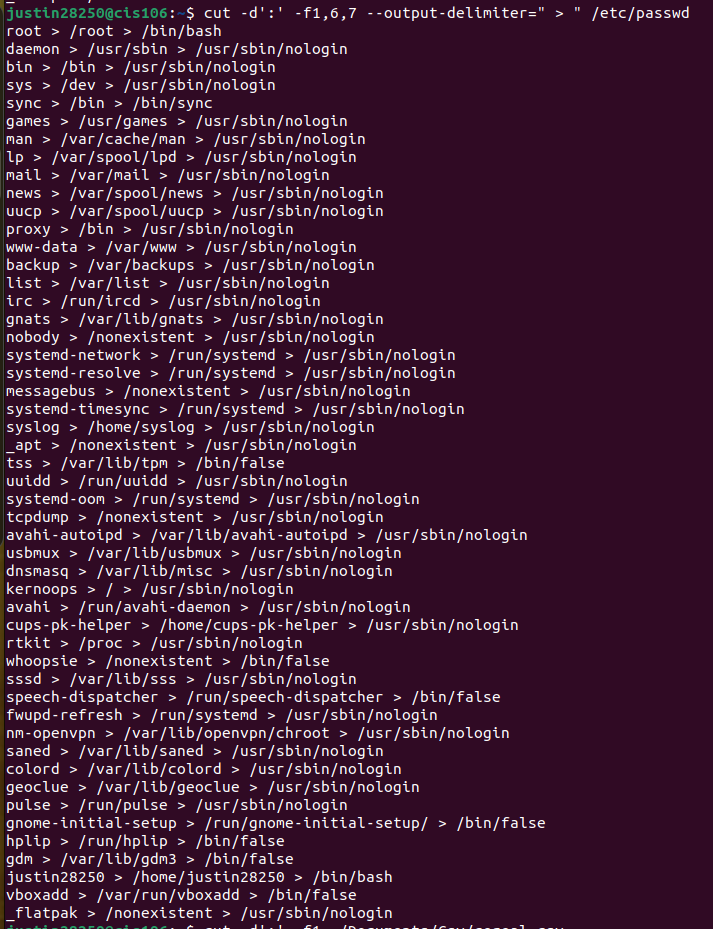 justin28250@cis106:~$ cut -d':' -f1,6,7 --output-delimiter=" > " /etc/passwd
root > /root > /bin/bash
daemon > /usr/sbin > /usr/sbin/nologin
bin > /bin > /usr/sbin/nologin
sys > /dev > /usr/sbin/nologin
sync > /bin > /bin/sync
games > /usr/games > /usr/sbin/nologin
man > /var/cache/man > /usr/sbin/nologin
lp > /var/spool/lpd > /usr/sbin/nologin
mail > /var/mail > /usr/sbin/nologin
news > /var/spool/news > /usr/sbin/nologin
uucp > /var/spool/uucp > /usr/sbin/nologin
proxy > /bin > /usr/sbin/nologin
www-data > /var/www > /usr/sbin/nologin
backup > /var/backups > /usr/sbin/nologin
list > /var/list > /usr/sbin/nologin
irc > /run/ircd > /usr/sbin/nologin
gnats > /var/lib/gnats > /usr/sbin/nologin
nobody > /nonexistent > /usr/sbin/nologin
systemd-network > /run/systemd > /usr/sbin/nologin
systemd-resolve > /run/systemd > /usr/sbin/nologin
messagebus > /nonexistent > /usr/sbin/nologin
systemd-timesync > /run/systemd > /usr/sbin/nologin
syslog > /home/syslog > /usr/sbin/nologin
_apt > /nonexistent > /usr/sbin/nologin
tss > /var/lib/tpm > /bin/false
uuidd > /run/uuidd > /usr/sbin/nologin
systemd-oom > /run/systemd > /usr/sbin/nologin
tcpdump > /nonexistent > /usr/sbin/nologin
avahi-autoipd > /var/lib/avahi-autoipd > /usr/sbin/nologin
usbmux > /var/lib/usbmux > /usr/sbin/nologin
dnsmasq > /var/lib/misc > /usr/sbin/nologin
kernoops > / > /usr/sbin/nologin
avahi > /run/avahi-daemon > /usr/sbin/nologin
cups-pk-helper > /home/cups-pk-helper > /usr/sbin/nologin
rtkit > /proc > /usr/sbin/nologin
whoopsie > /nonexistent > /bin/false
sssd > /var/lib/sss > /usr/sbin/nologin
speech-dispatcher > /run/speech-dispatcher > /bin/false
fwupd-refresh > /run/systemd > /usr/sbin/nologin
nm-openvpn > /var/lib/openvpn/chroot > /usr/sbin/nologin
saned > /var/lib/saned > /usr/sbin/nologin
colord > /var/lib/colord > /usr/sbin/nologin
geoclue > /var/lib/geoclue > /usr/sbin/nologin
pulse > /run/pulse > /usr/sbin/nologin
gnome-initial-setup > /run/gnome-initial-setup/ > /bin/false
hplip > /run/hplip > /bin/false
gdm > /var/lib/gdm3 > /bin/false
justin28250 > /home/justin28250 > /bin/bash
vboxadd > /var/run/vboxadd > /bin/false
_flatpak > /nonexistent > /usr/sbin/nologin
justin28250@cis106:~$ cut -d':' -f1